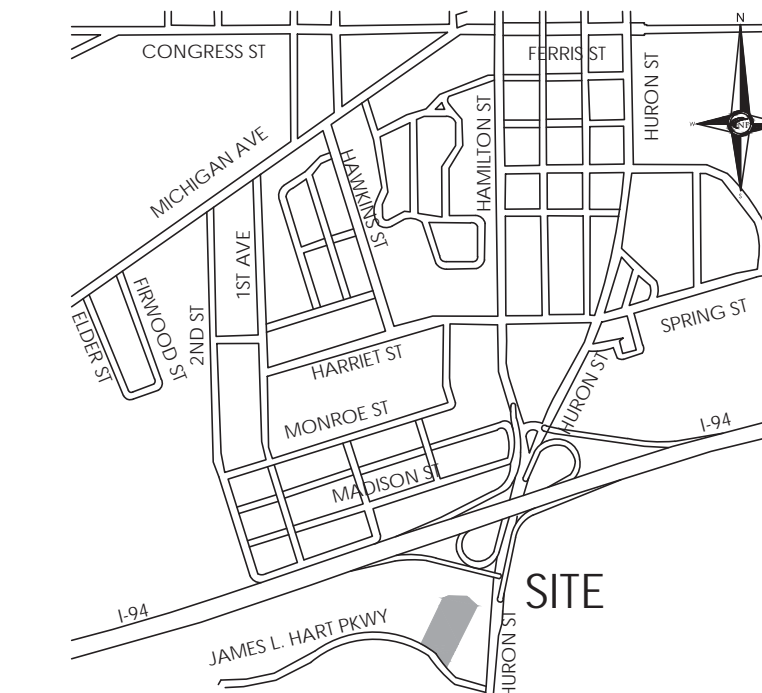 N
CONGRESS ST
FERRIS ST
HURON ST
HAMILTON ST
W
MICHIGAN AVE
HAWKINS ST
S
1ST AVE
FIRWOOD ST
ELDER ST
2ND ST
SPRING ST
HARRIET ST
HURON ST
MONROE ST
I-94
MADISON ST
SITE
I-94
JAMES L. HART PKWY
HURON ST